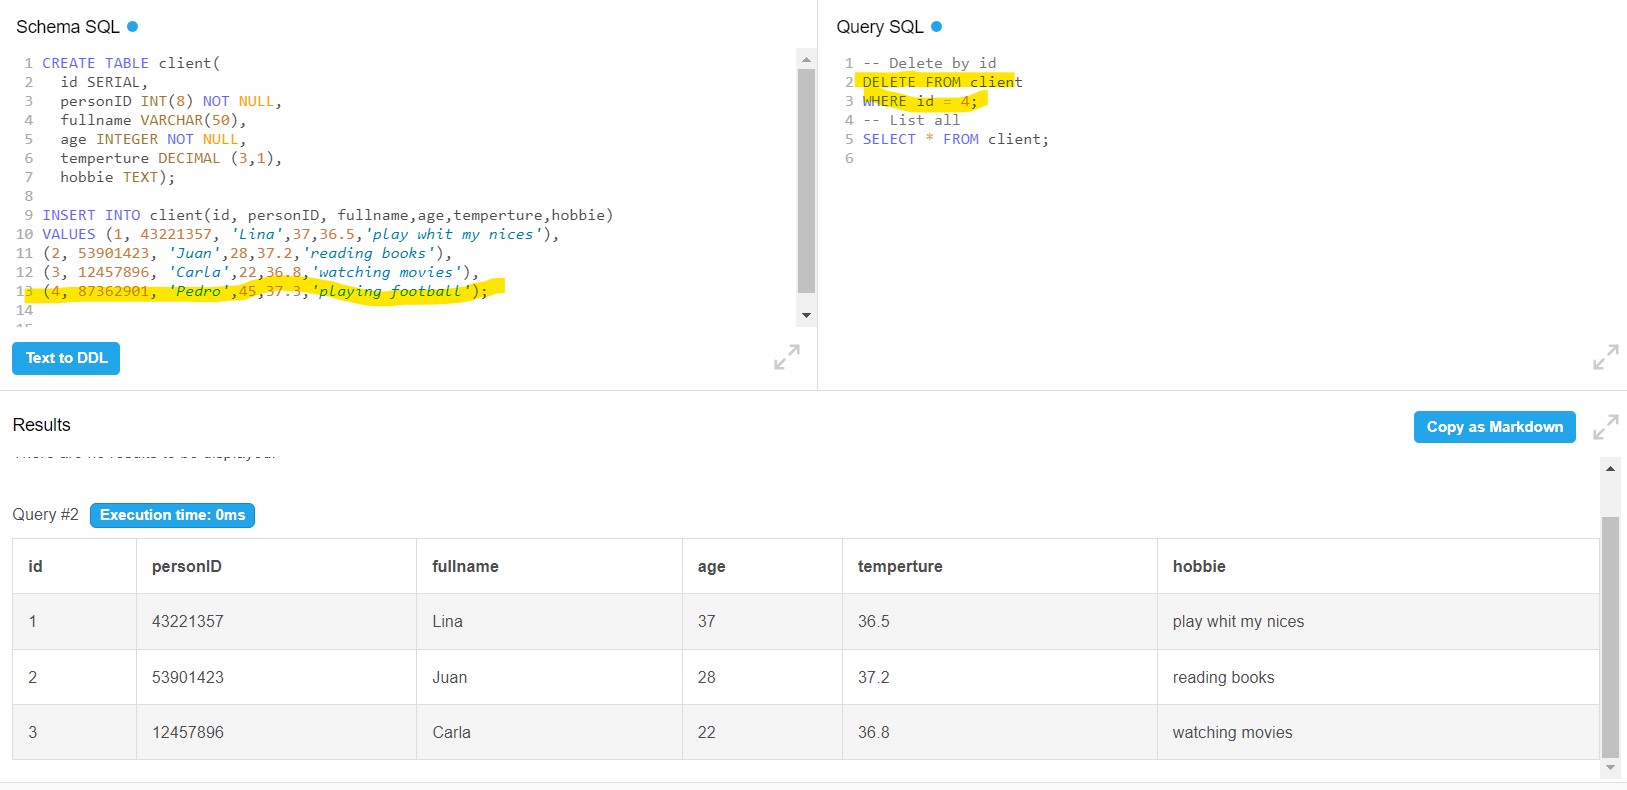 Schema SQL
1 CREATE TABLE client(
2 id SERIAL,
3 personID INT(8) NOT NULL,
4 fullname VARCHAR(50),
5 age INTEGER NOT NULL,
6 temperture DECIMAL (3,1),
7 hobbie TEXT);
8
9 INSERT INTO client(id, personID, fullname,age,temperture,hobbie)
10 VALUES (1, 43221357, 'Lina',37,36.5,'play whit my nices'),
11 (2, 53901423, 'Juan',28,37.2,'reading books'),
12 (3, 12457896, 'Carla',22,36.8,'watching movies'),
13 (4, 87362901, 'Pedro',45,37.3,'playing football');
14
Text to DDL
Query SQL
1 -- Delete by id
2 DELETE FROM client
3 WHERE id = 4;
4 -- List all
5 SELECT * FROM client;
6
Results
Copy as Markdown
Query #2 Execution time: 0ms
id personID fullname age temperture hobbie
1 43221357 Lina 37 36.5 play whit my nices
2 53901423 Juan 28 37.2 reading books
3 12457896 Carla 22 36.8 watching movies